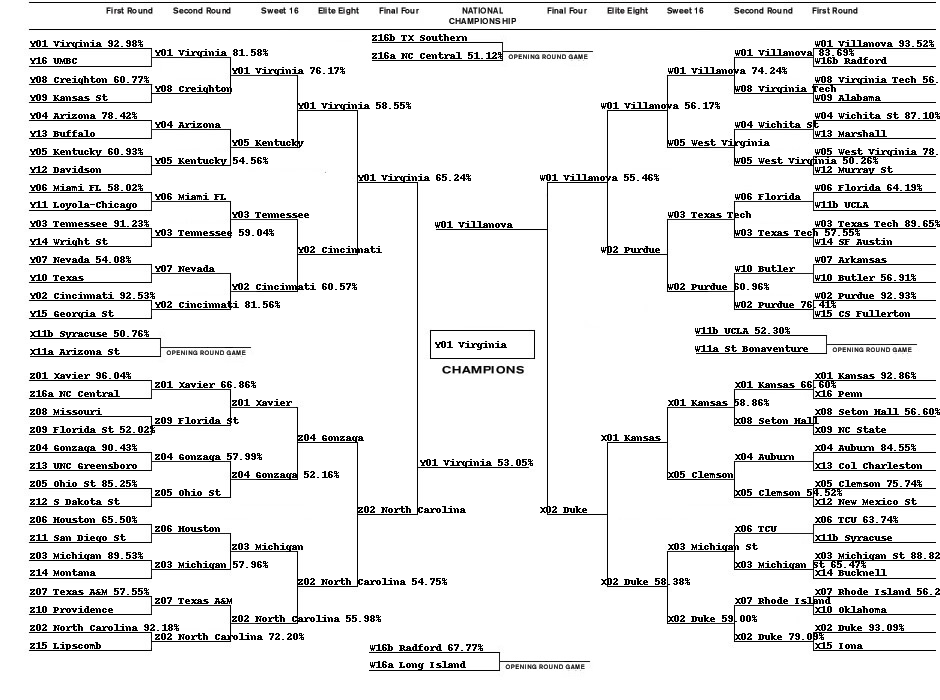 First Round Second Round Sweet 16 Elite Eight Final Four NATIONAL CHAMPIONSHIP Final Four Elite Eight Sweet 16 Second Round First Round
Z16b TX Southern
Z16a NC Central 51.12% OPENING ROUND GAME
Y01 Virginia 92.98%
Y16 UMBC
Y08 Creighton 60.77%
Y09 Kansas St
Y04 Arizona 78.42%
Y13 Buffalo
Y05 Kentucky 60.93%
Y12 Davidson
Y06 Miami FL 58.02%
Y11 Loyola-Chicago
Y03 Tennessee 91.23%
Y14 Wright St
Y07 Nevada 54.08%
Y10 Texas
Y02 Cincinnati 92.53%
Y15 Georgia St
Y01 Virginia 81.58%
Y08 Creighton
Y04 Arizona
Y05 Kentucky 54.56%
Y06 Miami FL
Y03 Tennessee 59.04%
Y07 Nevada
Y02 Cincinnati 81.56%
Y01 Virginia 76.17%
Y05 Kentucky
Y03 Tennessee
Y02 Cincinnati 60.57%
Y01 Virginia 58.55%
Y02 Cincinnati
Y01 Virginia 65.24%
X11b Syracuse 50.76%
X11a Arizona St
OPENING ROUND GAME
Z01 Xavier 96.04%
Z16a NC Central
Z08 Missouri
Z09 Florida St 52.02%
Z04 Gonzaga 90.43%
Z13 UNC Greensboro
Z05 Ohio St 85.25%
Z12 S Dakota St
Z06 Houston 65.50%
Z11 San Diego St
Z03 Michigan 89.53%
Z14 Montana
Z07 Texas A&M 57.55%
Z10 Providence
Z02 North Carolina 92.18%
Z15 Lipscomb
Z01 Xavier 66.86%
Z09 Florida St
Z04 Gonzaga 57.99%
Z05 Ohio St
Z06 Houston
Z03 Michigan 57.96%
Z07 Texas A&M
Z02 North Carolina 72.20%
Z01 Xavier
Z04 Gonzaga 52.16%
Z03 Michigan
Z02 North Carolina 55.98%
Z04 Gonzaga
Z02 North Carolina 54.75%
Z02 North Carolina
W01 Villanova
Y01 Virginia
CHAMPIONS
Y01 Virginia 53.05%
W16b Radford 67.77%
W16a Long Island
OPENING ROUND GAME
W01 Villanova 55.46%
W01 Villanova 56.17%
W02 Purdue
W01 Villanova 74.24%
W05 West Virginia
W03 Texas Tech
W02 Purdue 60.96%
W01 Villanova 83.69%
W08 Virginia Tech
W04 Wichita St
W05 West Virginia 50.26%
W06 Florida
W03 Texas Tech 57.55%
W10 Butler
W02 Purdue 76.41%
W01 Villanova 93.52%
W16b Radford
W08 Virginia Tech 56.
W09 Alabama
W04 Wichita St 87.10%
W13 Marshall
W05 West Virginia 78.
W12 Murray St
W06 Florida 64.19%
W11b UCLA
W03 Texas Tech 89.65%
W14 SF Austin
W07 Arkansas
W10 Butler 56.91%
W02 Purdue 92.93%
W15 CS Fullerton
W11b UCLA 52.30%
W11a St Bonaventure
OPENING ROUND GAME
X02 Duke
X01 Kansas
X02 Duke 58.38%
X01 Kansas 58.86%
X05 Clemson
X03 Michigan St
X02 Duke 59.00%
X01 Kansas 66.60%
X08 Seton Hall
X04 Auburn
X05 Clemson 54.52%
X06 TCU
X03 Michigan St 65.47%
X07 Rhode Island
X02 Duke 79.09%
X01 Kansas 92.86%
X16 Penn
X08 Seton Hall 56.60%
X09 NC State
X04 Auburn 84.55%
X13 Col Charleston
X05 Clemson 75.74%
X12 New Mexico St
X06 TCU 63.74%
X11b Syracuse
X03 Michigan St 88.82
X14 Bucknell
X07 Rhode Island 56.2
X10 Oklahoma
X02 Duke 93.09%
X15 Iona